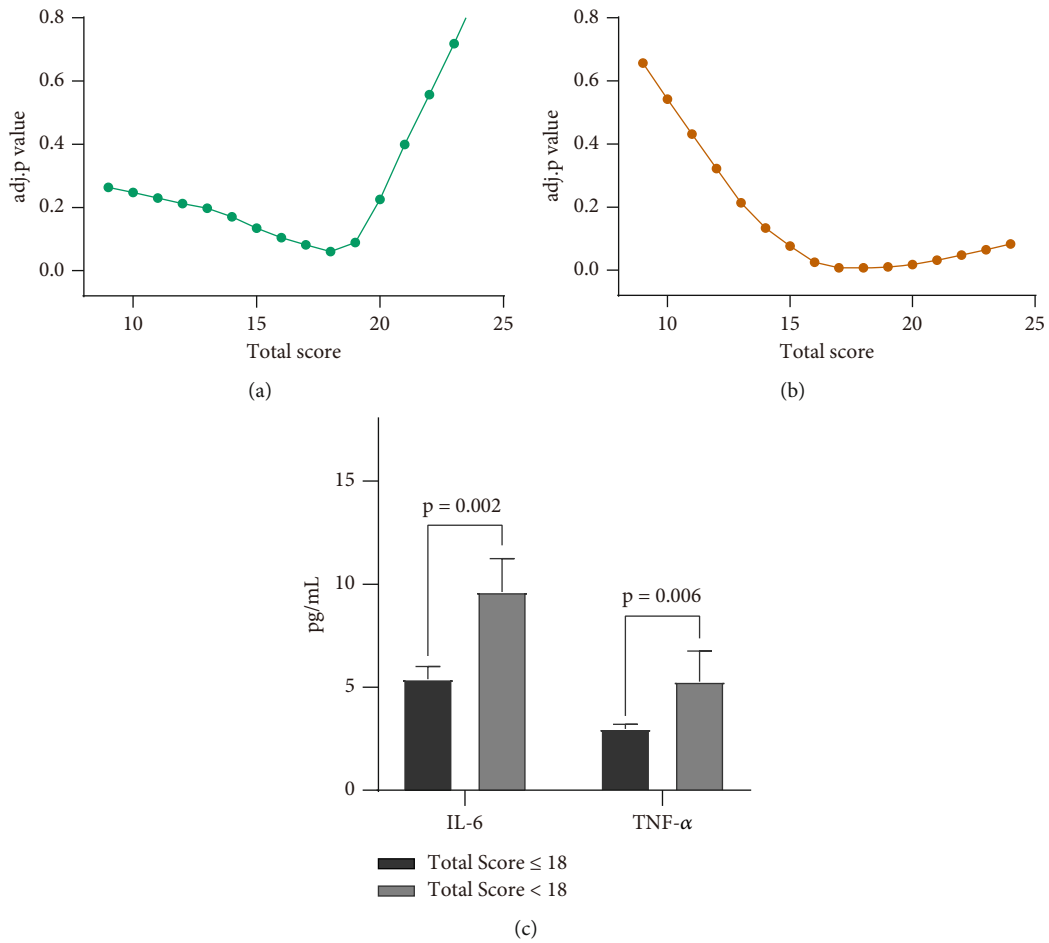 0.8
0.6
0.4
0.2
0.0
adj.p value
10 15 20 25
Total score
(a)
0.8
0.6
0.4
0.2
0.0
adj.p value
10 15 20 25
Total score
(b)
15
10
5
0
pg/mL
p = 0.002
p = 0.006
IL-6 TNF-α
Total Score ≤ 18
Total Score < 18
(c)